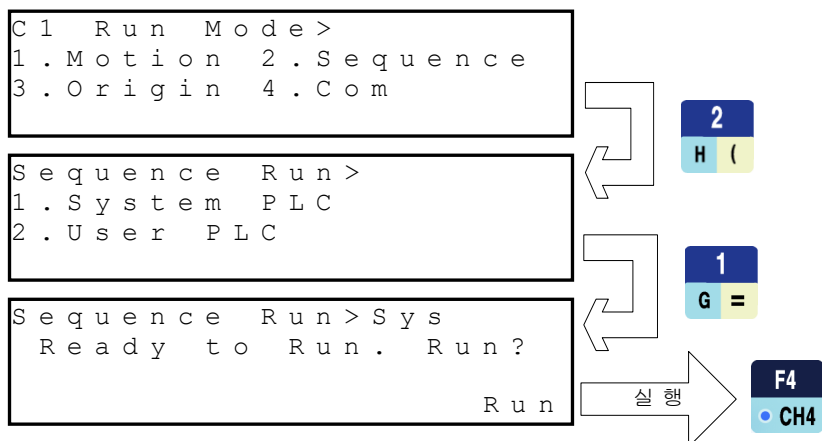 C1 Run Mode>
1.Motion 2.Sequence
3.Origin 4.Com
2
H (
Sequence Run>
1.System PLC
2.User PLC
1
G =
Sequence Run>Sys
Ready to Run. Run?
Run
실 행
F4
CH4